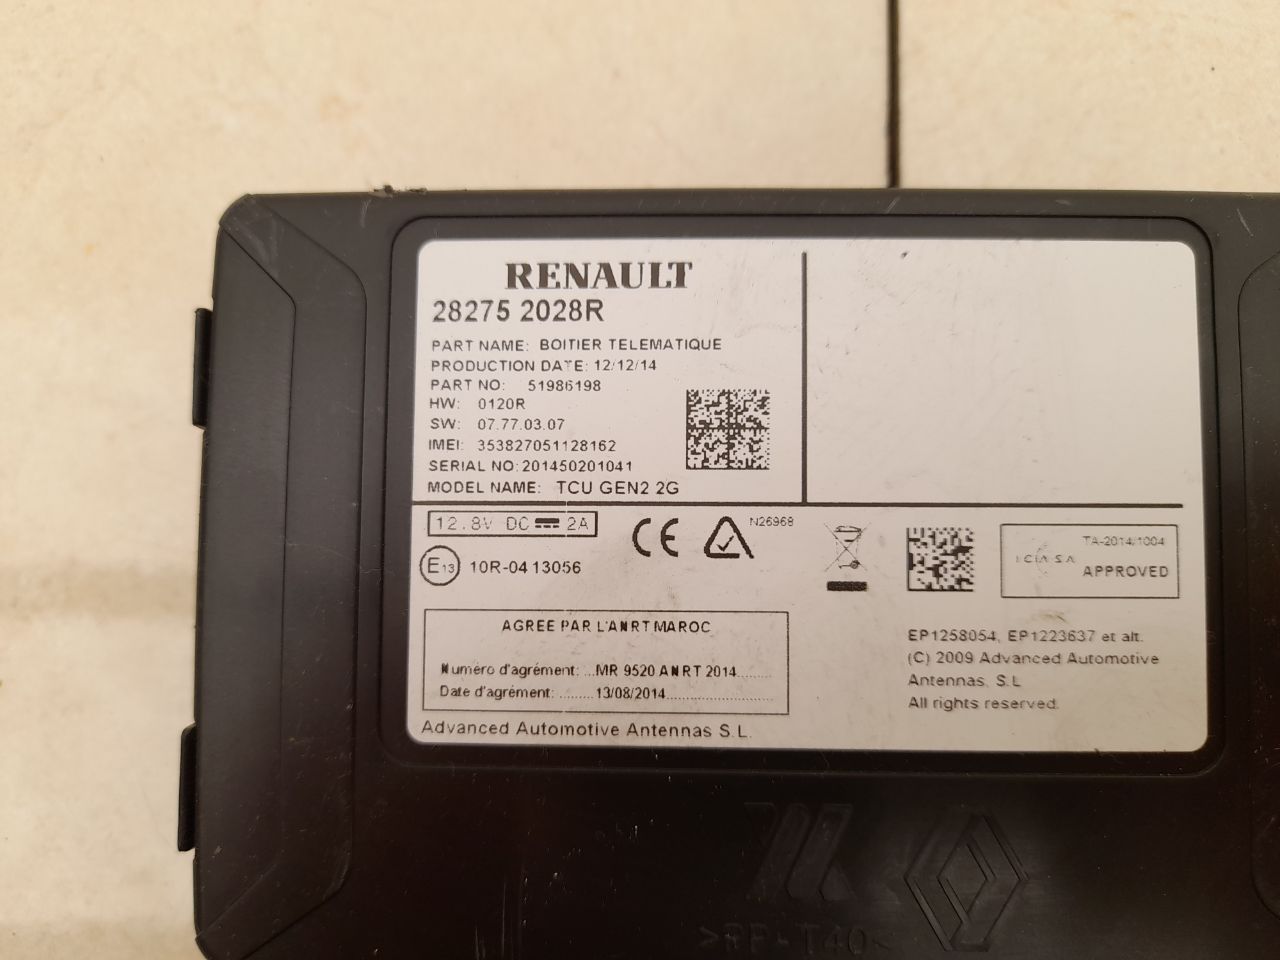 RENAULT
28275 2028R
PART NAME: BOITIER TELEMATIQUE
PRODUCTION DATE: 12/12/14
PART NO: 51986198
HW: 0120R
SW: 07.77.03.07
IMEI: 353827051128162
SERIAL NO: 201450201041
MODEL NAME: TCU GEN2 2G
12.8V DC 2A
CE
N26968
E13 10R-04 13056
TA-2014/1004
ICASA
APPROVED
AGREE PAR L'ANRT MAROC
Numéro d'agrément: ...MR 9520 ANRT 2014........
Date d'agrément: ........13/08/2014........................
Advanced Automotive Antennas S.L.
EP1258054, EP1223637 et alt.
(C) 2009 Advanced Automotive
Antennas. S.L
All rights reserved.
>PP-T40<